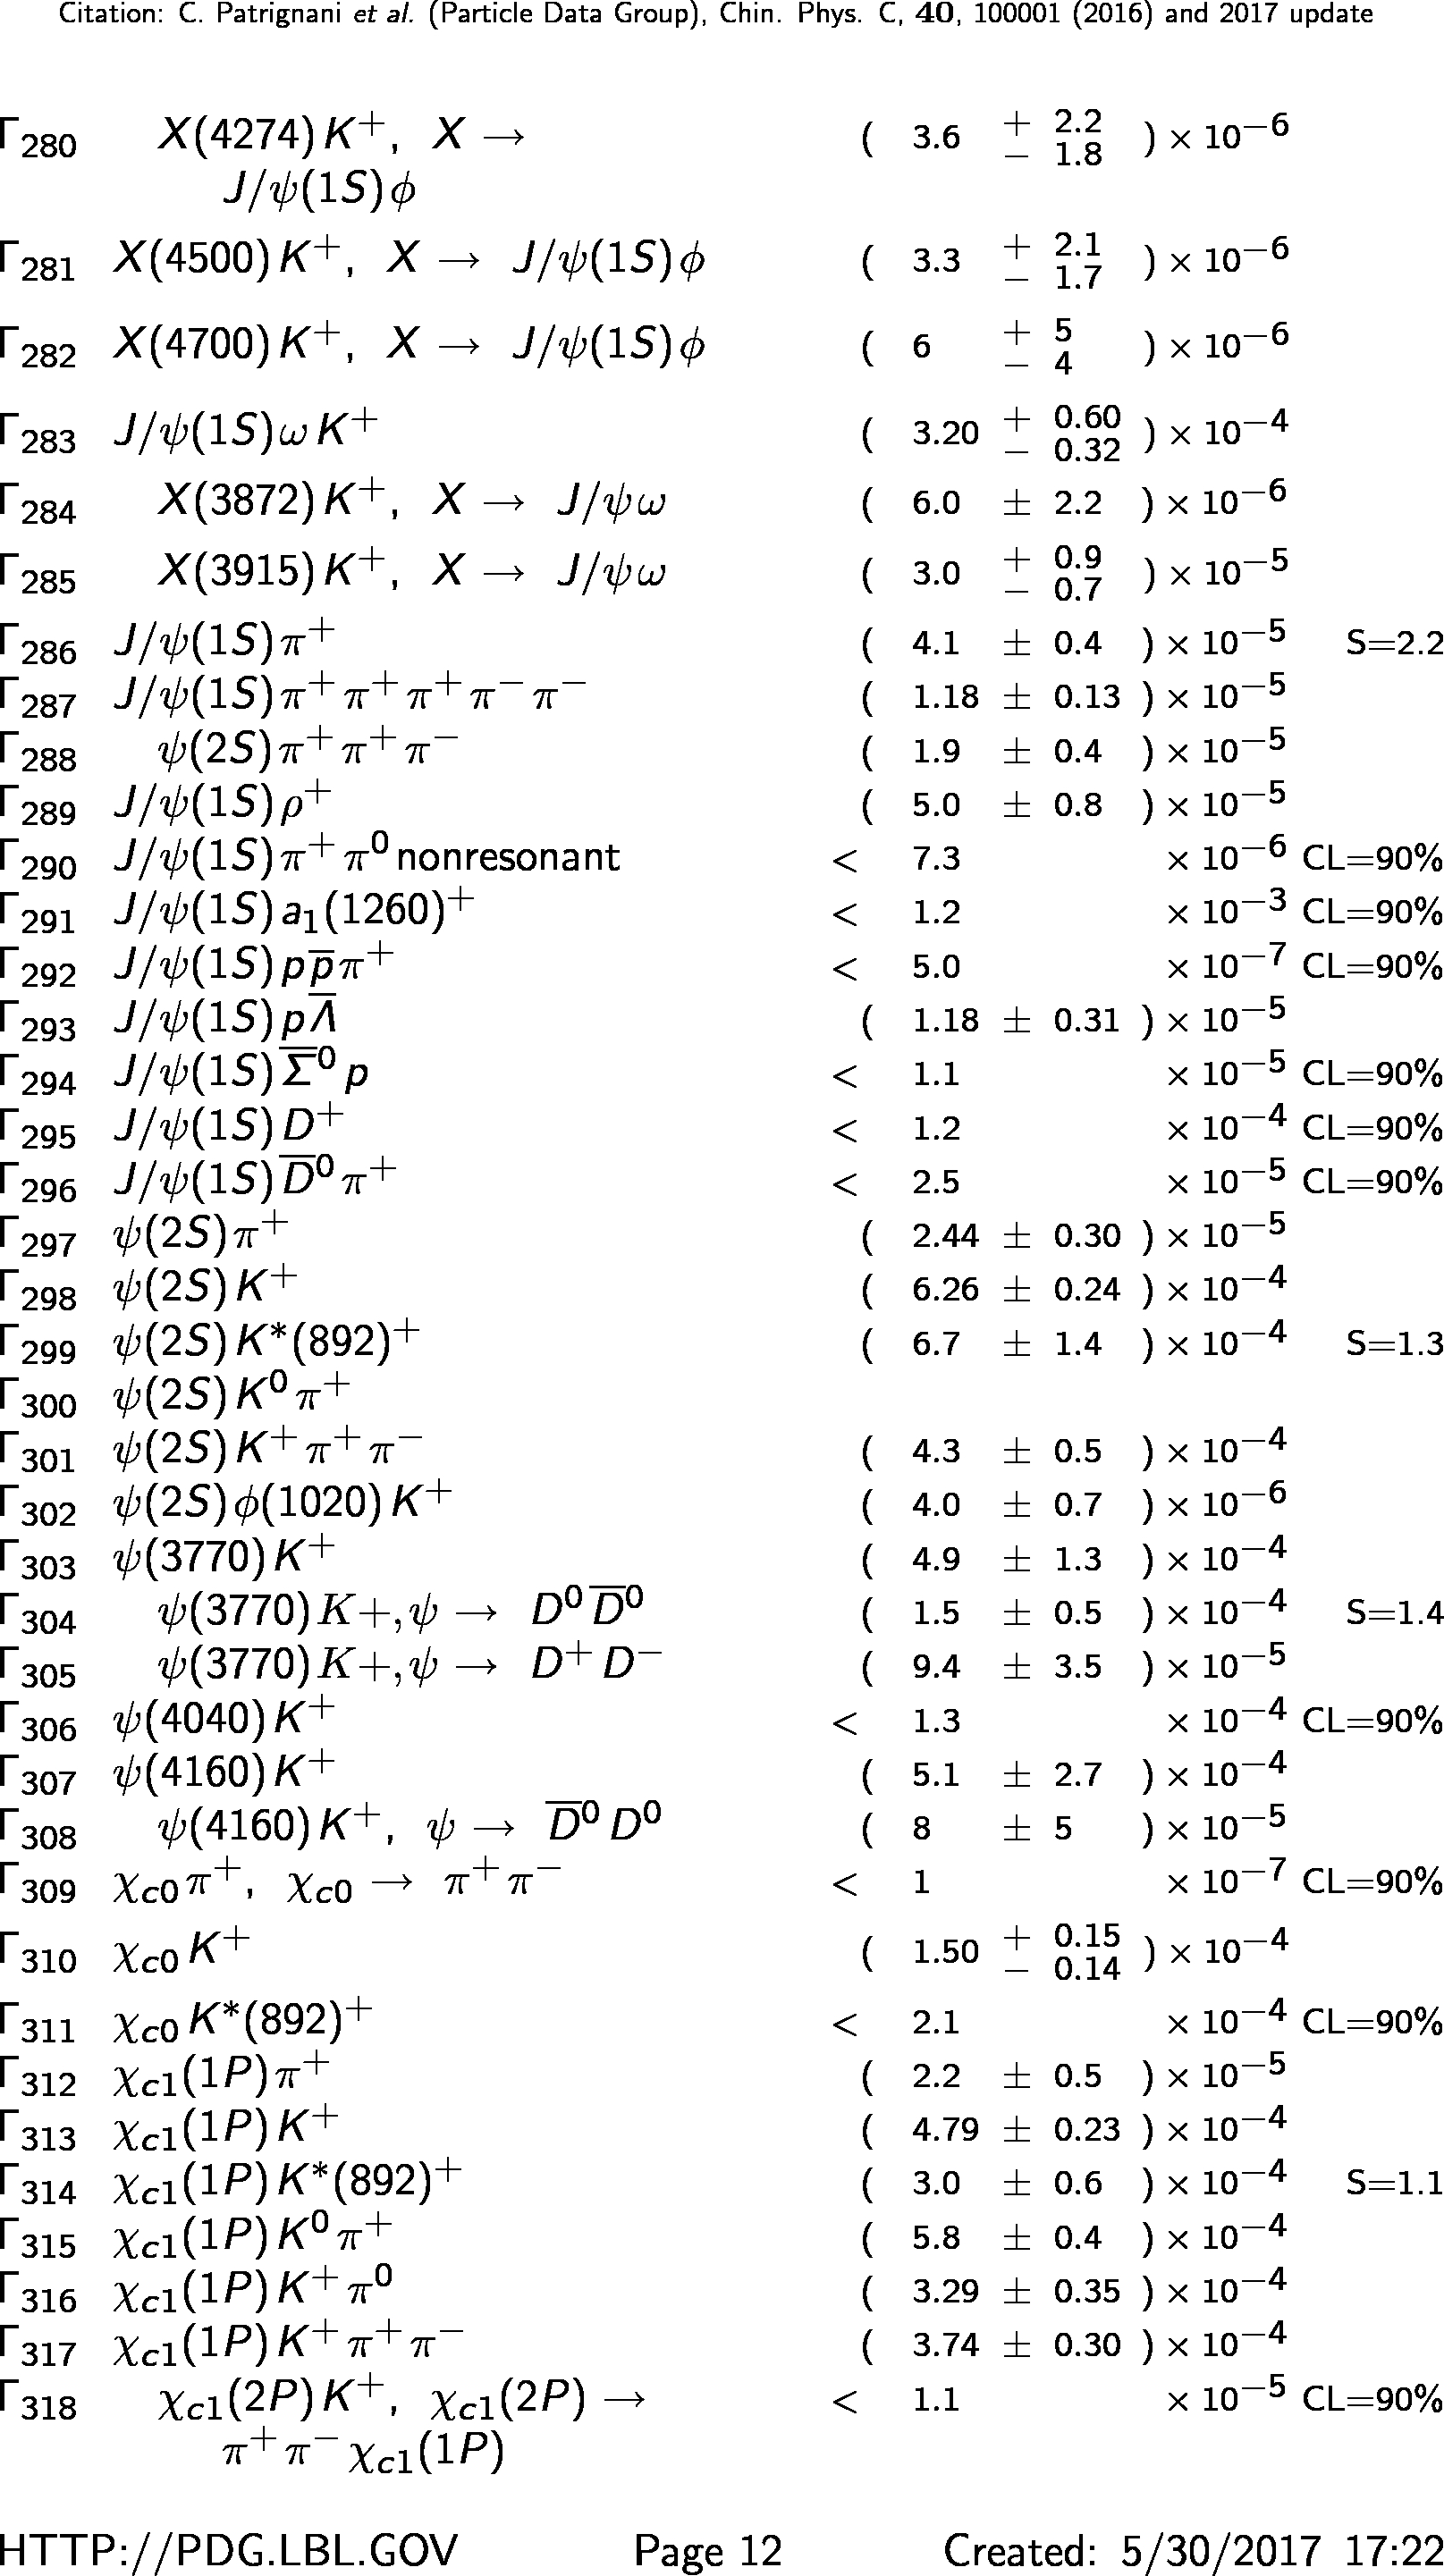 Citation: C. Patrignani et al. (Particle Data Group), Chin. Phys. C, 40, 100001 (2016) and 2017 update
Γ280 X(4274)K⁺, X → ( 3.6 +2.2 −1.8 ) × 10⁻⁶
J/ψ(1S)ϕ
Γ281 X(4500)K⁺, X → J/ψ(1S)ϕ ( 3.3 +2.1 −1.7 ) × 10⁻⁶
Γ282 X(4700)K⁺, X → J/ψ(1S)ϕ ( 6 +5 −4 ) × 10⁻⁶
Γ283 J/ψ(1S)ωK⁺ ( 3.20 +0.60 −0.32 ) × 10⁻⁴
Γ284 X(3872)K⁺, X → J/ψω ( 6.0 ± 2.2 ) × 10⁻⁶
Γ285 X(3915)K⁺, X → J/ψω ( 3.0 +0.9 −0.7 ) × 10⁻⁵
Γ286 J/ψ(1S)π⁺ ( 4.1 ± 0.4 ) × 10⁻⁵ S=2.2
Γ287 J/ψ(1S)π⁺π⁺π⁺π⁻π⁻ ( 1.18 ± 0.13 ) × 10⁻⁵
Γ288 ψ(2S)π⁺π⁺π⁻ ( 1.9 ± 0.4 ) × 10⁻⁵
Γ289 J/ψ(1S)ρ⁺ ( 5.0 ± 0.8 ) × 10⁻⁵
Γ290 J/ψ(1S)π⁺π⁰ nonresonant < 7.3 × 10⁻⁶ CL=90%
Γ291 J/ψ(1S)a₁(1260)⁺ < 1.2 × 10⁻³ CL=90%
Γ292 J/ψ(1S)pp̅π⁺ < 5.0 × 10⁻⁷ CL=90%
Γ293 J/ψ(1S)pΛ̅ ( 1.18 ± 0.31 ) × 10⁻⁵
Γ294 J/ψ(1S)Σ̅⁰p < 1.1 × 10⁻⁵ CL=90%
Γ295 J/ψ(1S)D⁺ < 1.2 × 10⁻⁴ CL=90%
Γ296 J/ψ(1S)D̅⁰π⁺ < 2.5 × 10⁻⁵ CL=90%
Γ297 ψ(2S)π⁺ ( 2.44 ± 0.30 ) × 10⁻⁵
Γ298 ψ(2S)K⁺ ( 6.26 ± 0.24 ) × 10⁻⁴
Γ299 ψ(2S)K*(892)⁺ ( 6.7 ± 1.4 ) × 10⁻⁴ S=1.3
Γ300 ψ(2S)K⁰π⁺
Γ301 ψ(2S)K⁺π⁺π⁻ ( 4.3 ± 0.5 ) × 10⁻⁴
Γ302 ψ(2S)ϕ(1020)K⁺ ( 4.0 ± 0.7 ) × 10⁻⁶
Γ303 ψ(3770)K⁺ ( 4.9 ± 1.3 ) × 10⁻⁴
Γ304 ψ(3770)K+,ψ → D⁰D̅⁰ ( 1.5 ± 0.5 ) × 10⁻⁴ S=1.4
Γ305 ψ(3770)K+,ψ → D⁺D⁻ ( 9.4 ± 3.5 ) × 10⁻⁵
Γ306 ψ(4040)K⁺ < 1.3 × 10⁻⁴ CL=90%
Γ307 ψ(4160)K⁺ ( 5.1 ± 2.7 ) × 10⁻⁴
Γ308 ψ(4160)K⁺, ψ → D̅⁰D⁰ ( 8 ± 5 ) × 10⁻⁵
Γ309 χc0π⁺, χc0 → π⁺π⁻ < 1 × 10⁻⁷ CL=90%
Γ310 χc0K⁺ ( 1.50 +0.15 −0.14 ) × 10⁻⁴
Γ311 χc0K*(892)⁺ < 2.1 × 10⁻⁴ CL=90%
Γ312 χc1(1P)π⁺ ( 2.2 ± 0.5 ) × 10⁻⁵
Γ313 χc1(1P)K⁺ ( 4.79 ± 0.23 ) × 10⁻⁴
Γ314 χc1(1P)K*(892)⁺ ( 3.0 ± 0.6 ) × 10⁻⁴ S=1.1
Γ315 χc1(1P)K⁰π⁺ ( 5.8 ± 0.4 ) × 10⁻⁴
Γ316 χc1(1P)K⁺π⁰ ( 3.29 ± 0.35 ) × 10⁻⁴
Γ317 χc1(1P)K⁺π⁺π⁻ ( 3.74 ± 0.30 ) × 10⁻⁴
Γ318 χc1(2P)K⁺, χc1(2P) → < 1.1 × 10⁻⁵ CL=90%
π⁺π⁻χc1(1P)
HTTP://PDG.LBL.GOV Page 12 Created: 5/30/2017 17:22